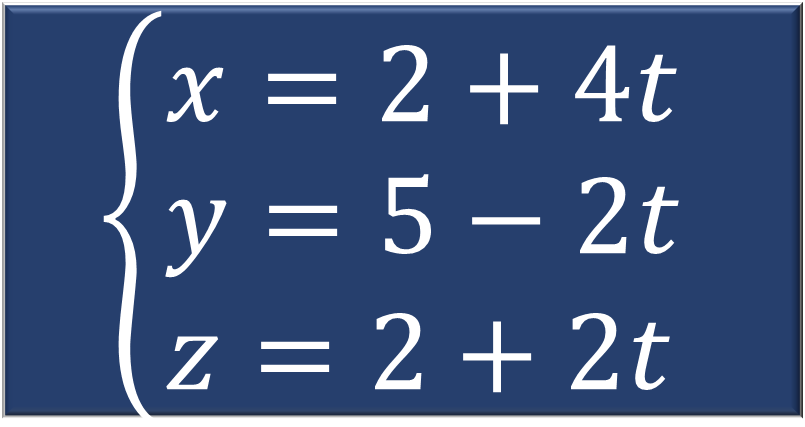 x = 2 + 4t
y = 5 − 2t
z = 2 + 2t